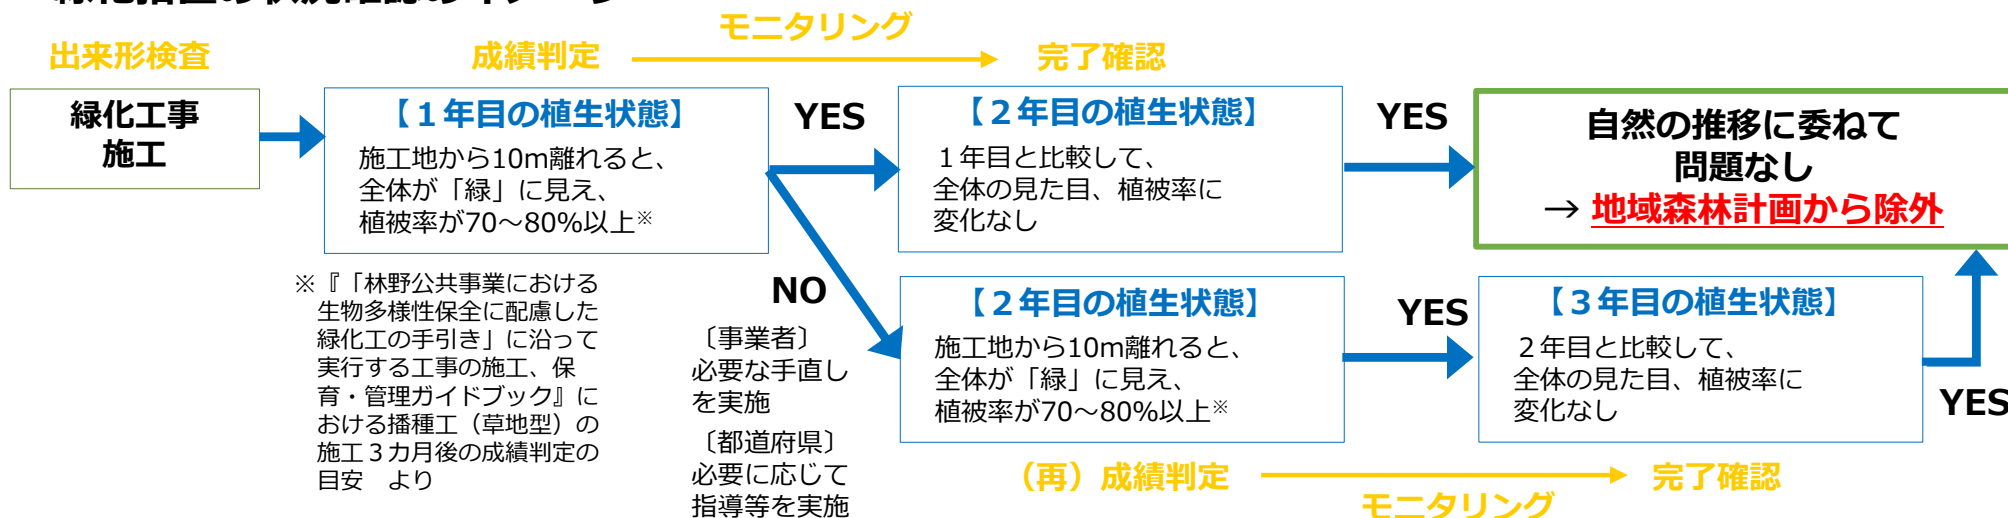 モニタリング
出来形検査
成績判定
完了確認
緑化工事
施工
【１年目の植生状態】
施工地から10m離れると、
全体が「緑」に見え、
植被率が70～80%以上※
YES
【２年目の植生状態】
１年目と比較して、
全体の見た目、植被率に
変化なし
YES
自然の推移に委ねて
問題なし
→ 地域森林計画から除外
※『「林野公共事業における
生物多様性保全に配慮した
緑化工の手引き」に沿って
実行する工事の施工、保
育・管理ガイドブック』に
おける播種工（草地型）の
施工３カ月後の成績判定の
目安　より
NO
〔事業者〕
必要な手直し
を実施
〔都道府県〕
必要に応じて
指導等を実施
【２年目の植生状態】
施工地から10m離れると、
全体が「緑」に見え、
植被率が70～80%以上※
YES
【３年目の植生状態】
２年目と比較して、
全体の見た目、植被率に
変化なし
YES
（再）成績判定
モニタリング
完了確認